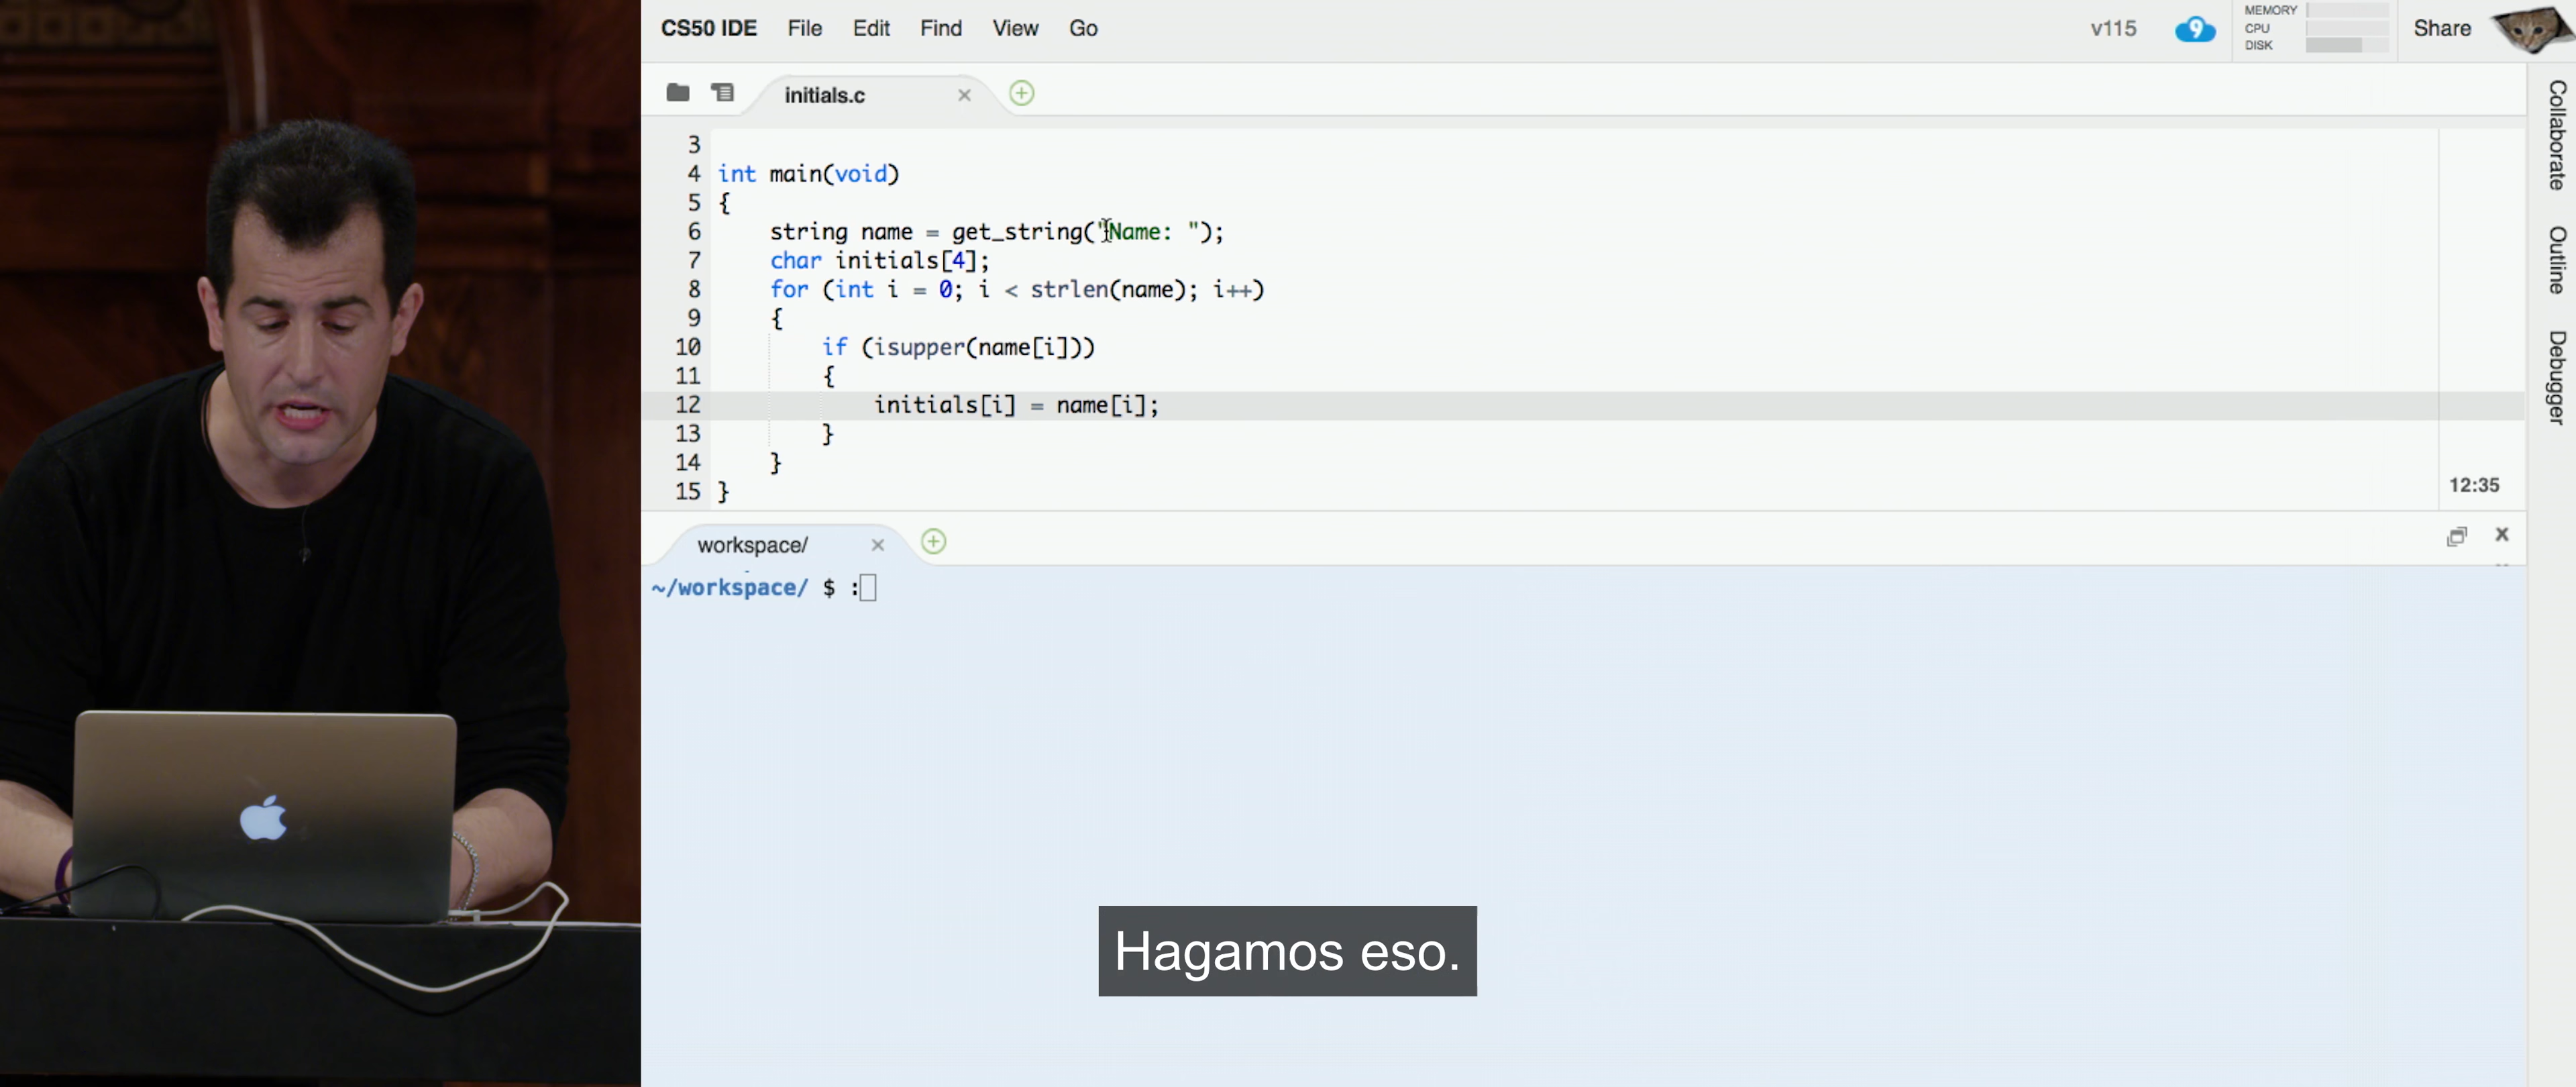 CS50 IDE File Edit Find View Go
v115
9
MEMORY
CPU
DISK
Share
initials.c
3
4 int main(void)
5 {
6     string name = get_string("Name: ");
7     char initials[4];
8     for (int i = 0; i < strlen(name); i++)
9     {
10         if (isupper(name[i]))
11         {
12             initials[i] = name[i];
13         }
14     }
15 }
12:35
Collaborate
Outline
Debugger
workspace/
~/workspace/ $ :
Hagamos eso.